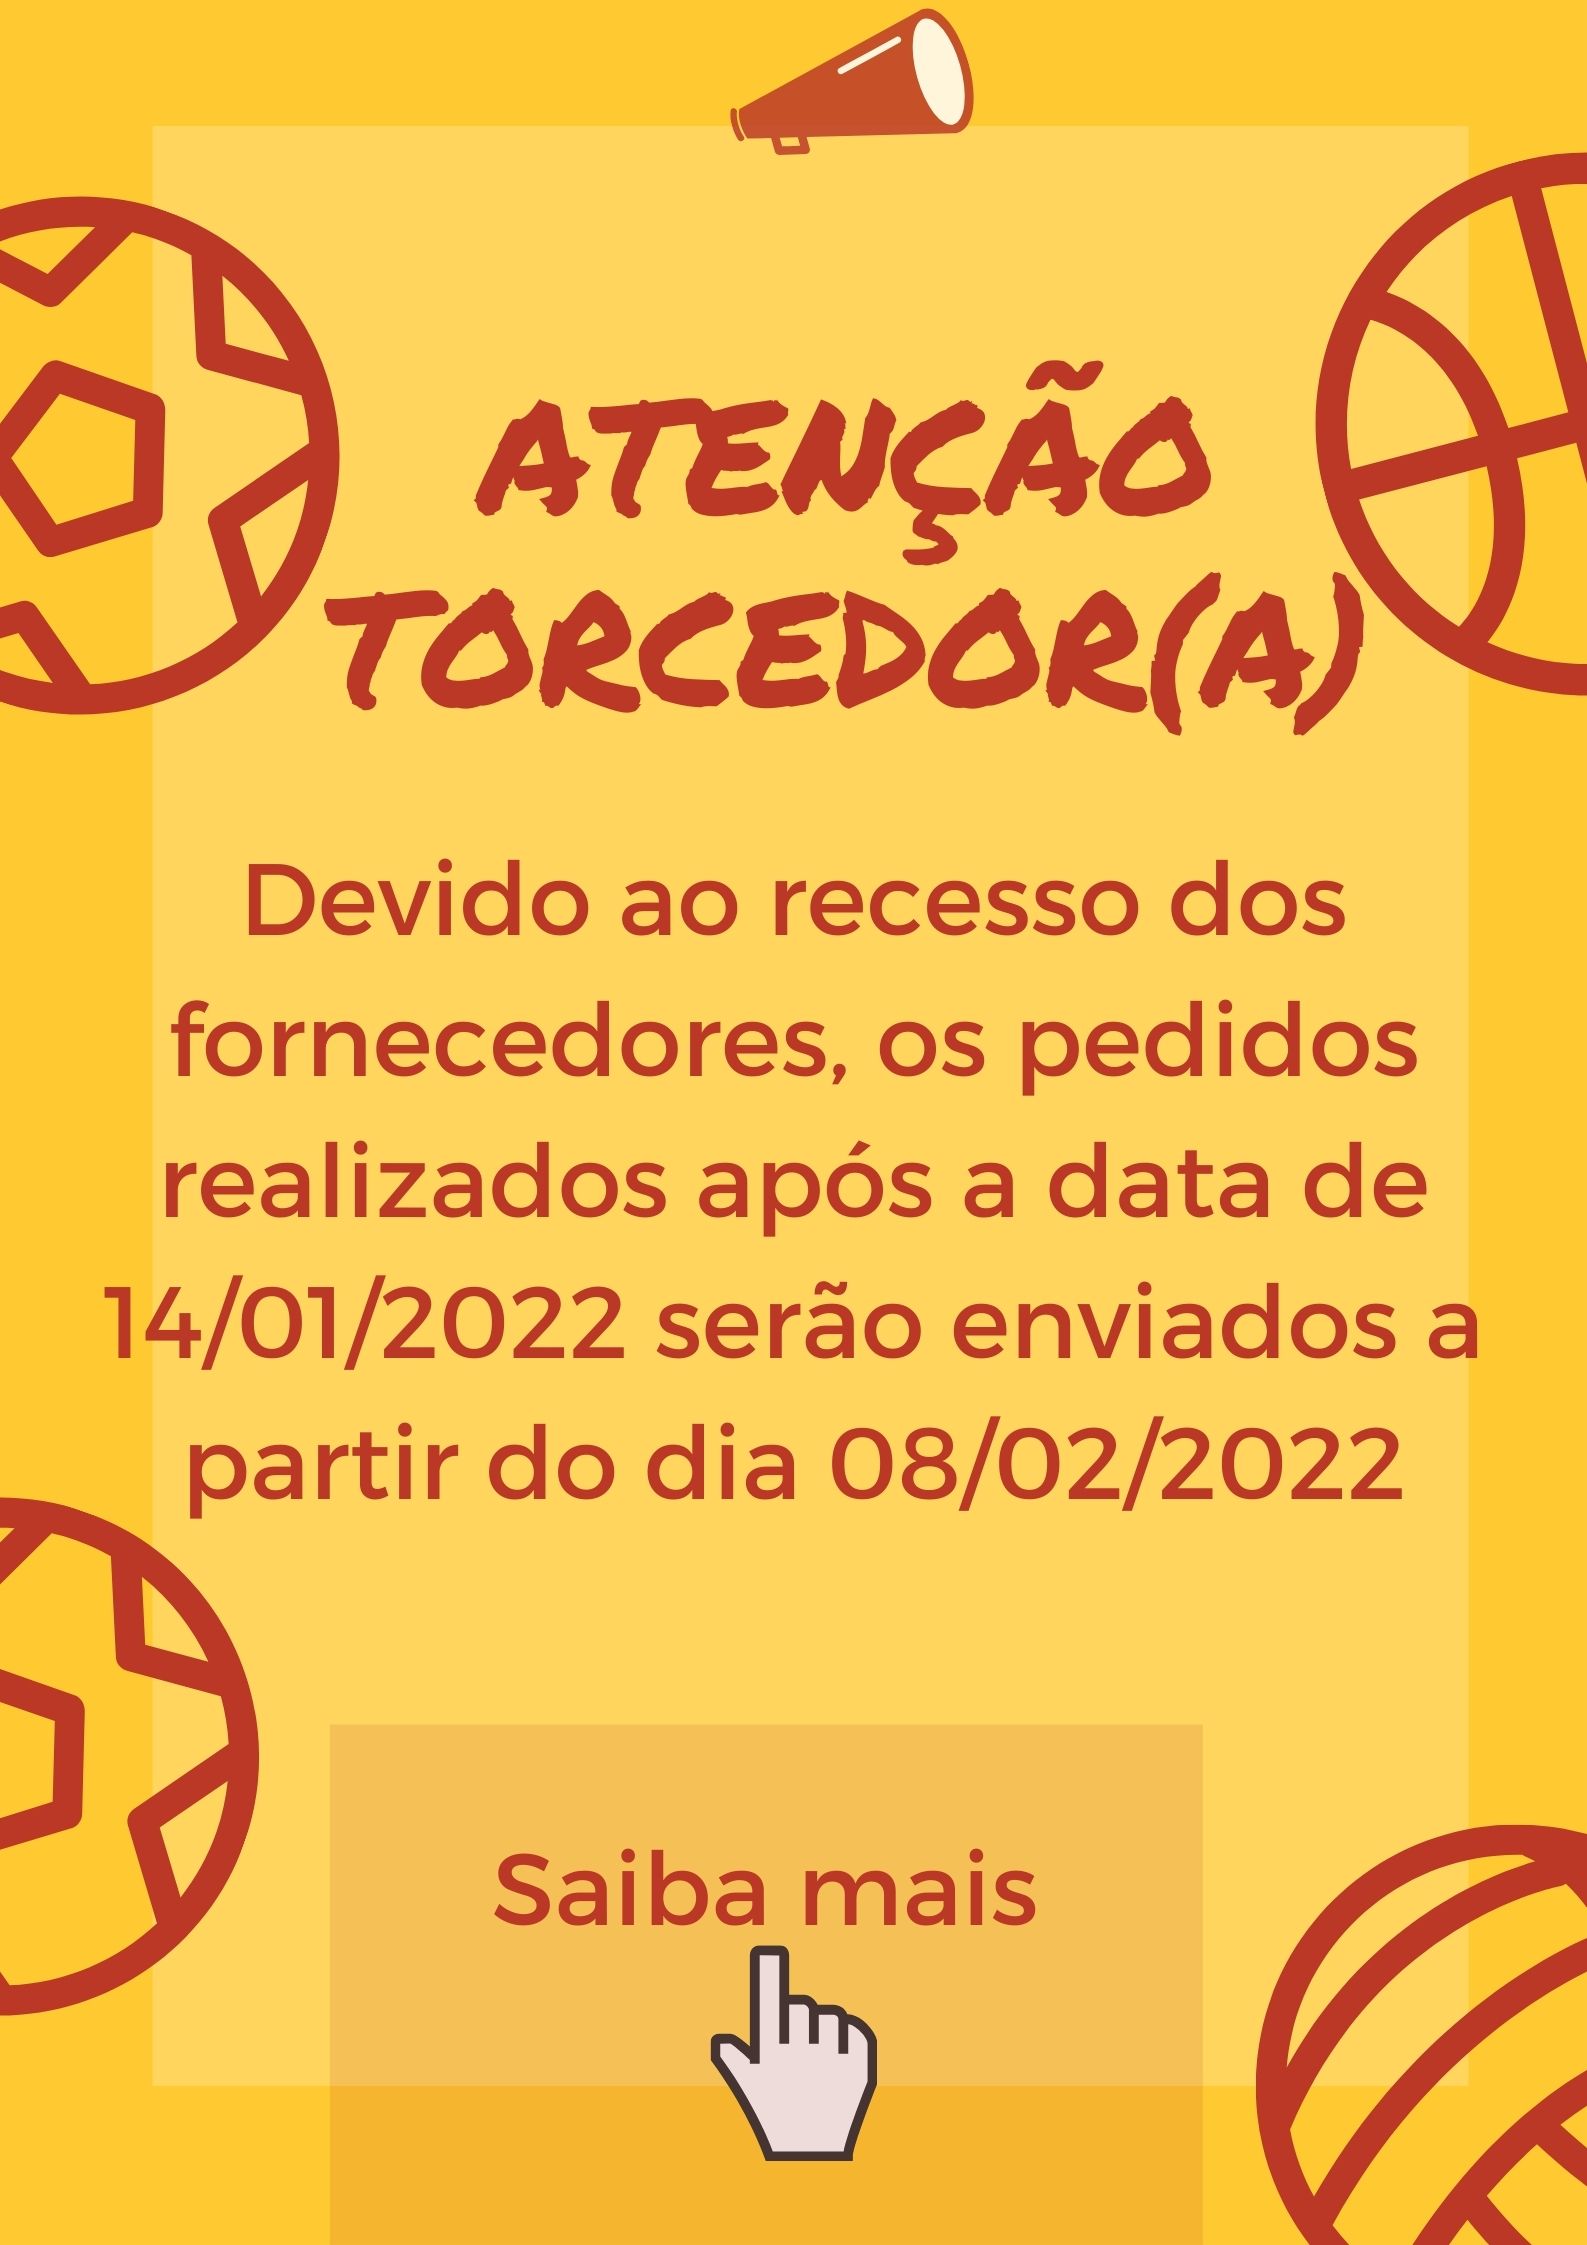 ATENÇÃO
TORCEDOR(A)
Devido ao recesso dos
fornecedores, os pedidos
realizados após a data de
14/01/2022 serão enviados a
partir do dia 08/02/2022
Saiba mais